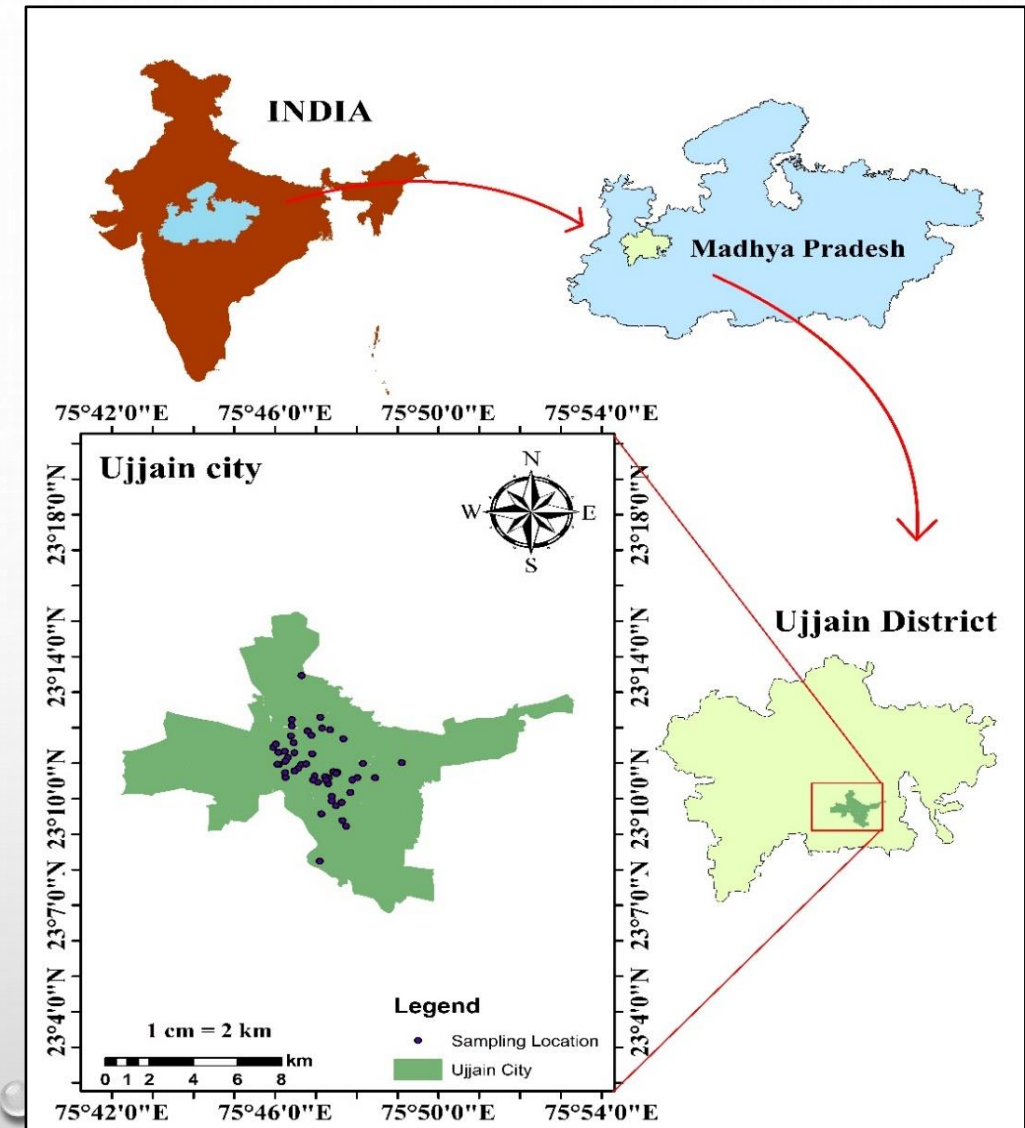 INDIA
Madhya Pradesh
75°42'0"E 75°46'0"E 75°50'0"E 75°54'0"E
Ujjain city
N
W E
S
23°18'0"N 23°18'0"N
Ujjain District
23°14'0"N 23°14'0"N
23°10'0"N 23°10'0"N
23°7'0"N 23°7'0"N
Legend
23°4'0"N 23°4'0"N
1 cm = 2 km
Sampling Location
km
Ujjain City
0 1 2 4 6 8
75°42'0"E 75°46'0"E 75°50'0"E 75°54'0"E